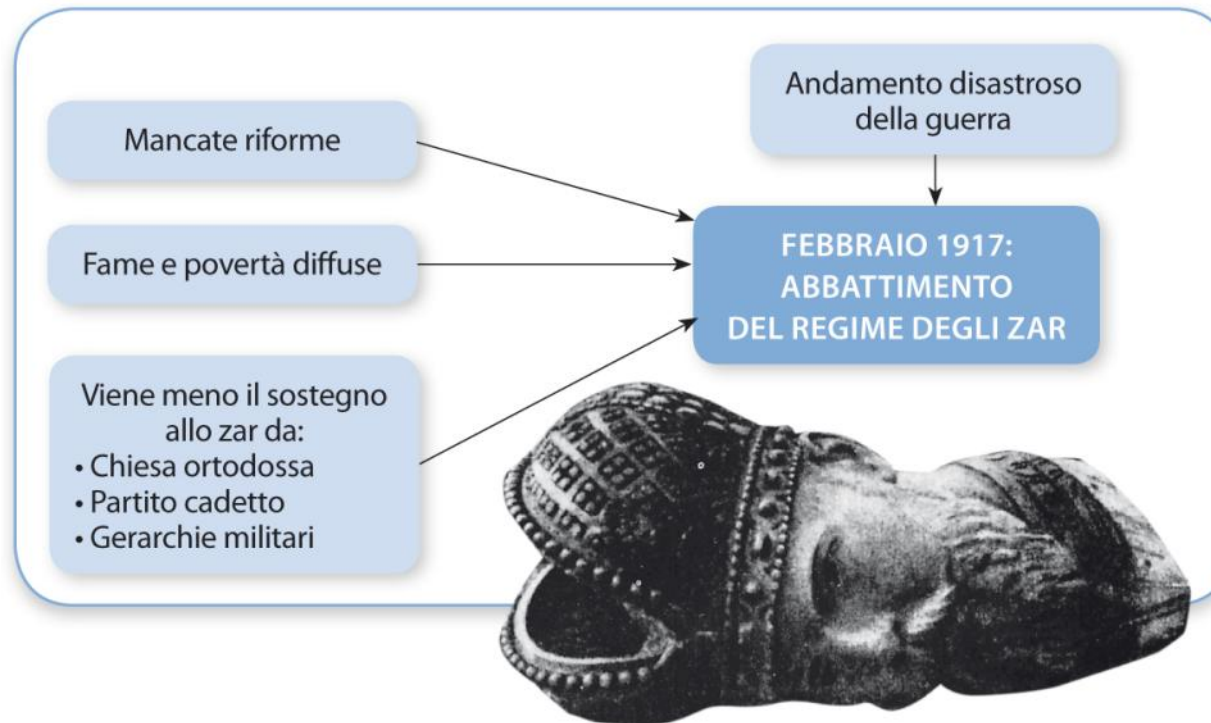 Mancate riforme
Fame e povertà diffuse
Viene meno il sostegno
allo zar da:
• Chiesa ortodossa
• Partito cadetto
• Gerarchie militari
Andamento disastroso
della guerra
FEBBRAIO 1917:
ABBATTIMENTO
DEL REGIME DEGLI ZAR